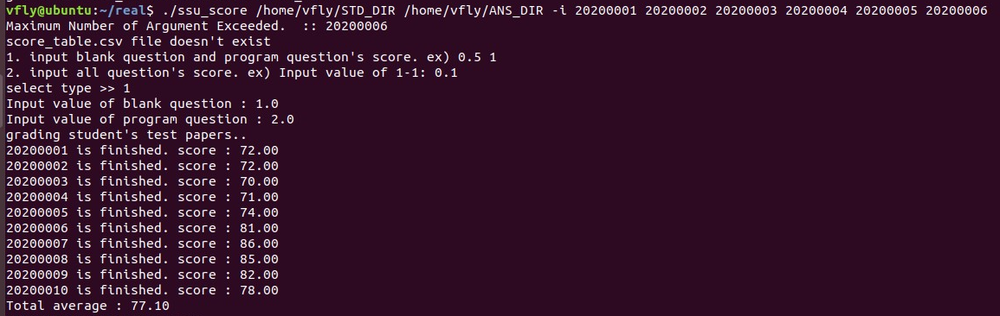 vfly@ubuntu:~/real$ ./ssu_score /home/vfly/STD_DIR /home/vfly/ANS_DIR -i 20200001 20200002 20200003 20200004 20200005 20200006
Maximum Number of Argument Exceeded.  :: 20200006
score_table.csv file doesn't exist
1. input blank question and program question's score. ex) 0.5 1
2. input all question's score. ex) Input value of 1-1: 0.1
select type >> 1
Input value of blank question : 1.0
Input value of program question : 2.0
grading student's test papers..
20200001 is finished. score : 72.00
20200002 is finished. score : 72.00
20200003 is finished. score : 70.00
20200004 is finished. score : 71.00
20200005 is finished. score : 74.00
20200006 is finished. score : 81.00
20200007 is finished. score : 86.00
20200008 is finished. score : 85.00
20200009 is finished. score : 82.00
20200010 is finished. score : 78.00
Total average : 77.10